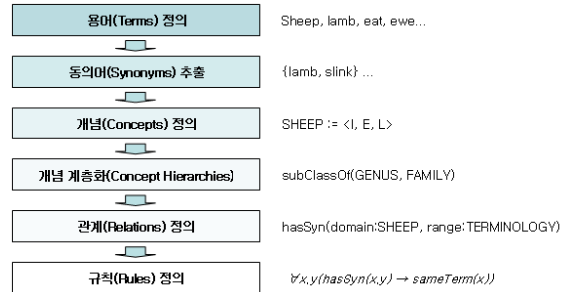 용어(Terms) 정의 Sheep, lamb, eat, ewe...
동의어(Synonyms) 추출 {lamb, slink} ...
개념(Concepts) 정의 SHEEP := <I, E, L>
개념 계층화(Concept Hierarchies) subClassOf(GENUS, FAMILY)
관계(Relations) 정의 hasSyn(domain:SHEEP, range:TERMINOLOGY)
규칙(Rules) 정의 ∀x,y(hasSyn(x,y) → sameTerm(x))